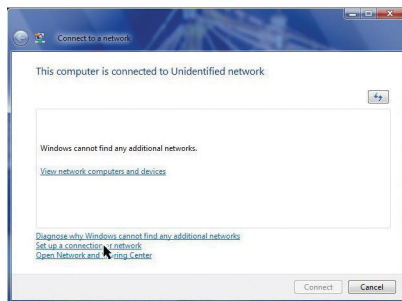 Connect to a network
This computer is connected to Unidentified network
Windows cannot find any additional networks.
View network computers and devices
Diagnose why Windows cannot find any additional networks
Set up a connection or network
Open Network and ring Center
Connect Cancel